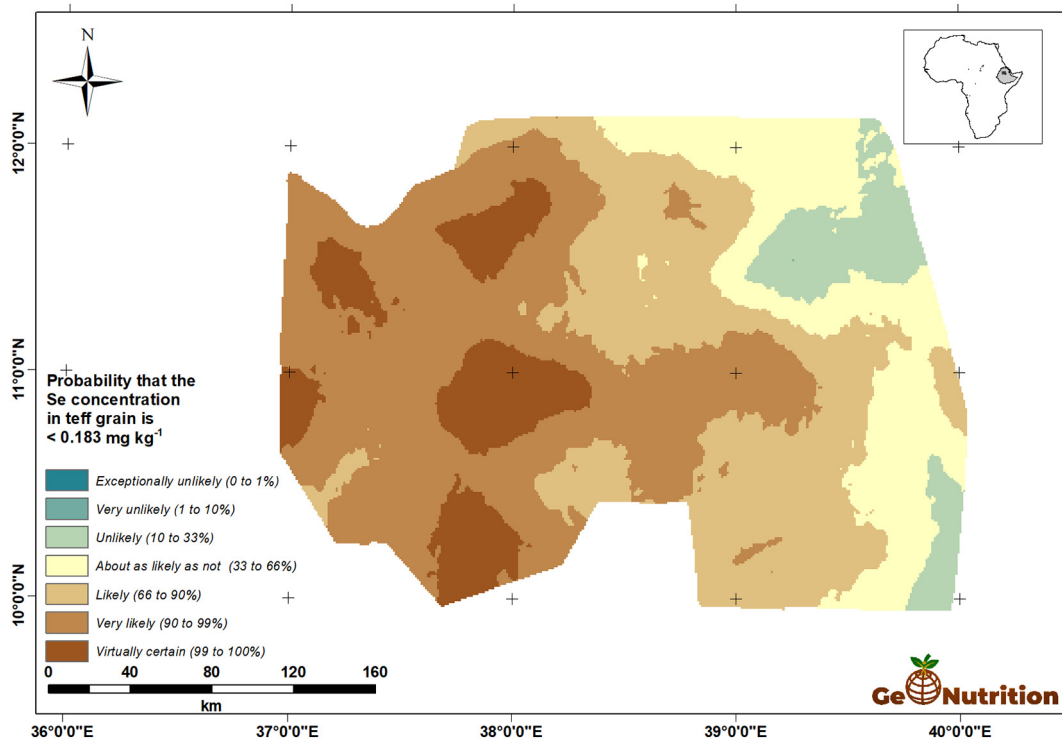 N
12°0'0"N
11°0'0"N
10°0'0"N
Probability that the
Se concentration
in teff grain is
< 0.183 mg kg⁻¹
Exceptionally unlikely (0 to 1%)
Very unlikely (1 to 10%)
Unlikely (10 to 33%)
About as likely as not (33 to 66%)
Likely (66 to 90%)
Very likely (90 to 99%)
Virtually certain (99 to 100%)
0 40 80 120 160
km
GeoNutrition
36°0'0"E 37°0'0"E 38°0'0"E 39°0'0"E 40°0'0"E